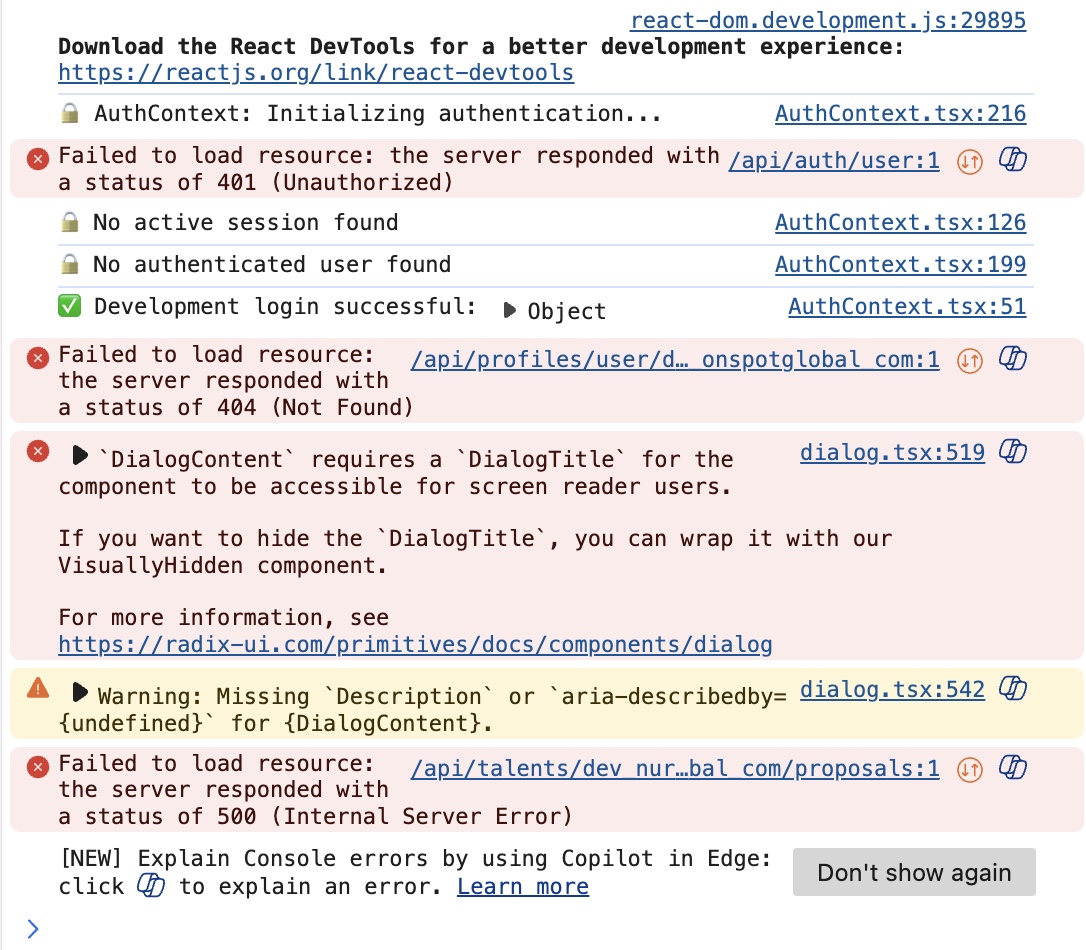 react-dom.development.js:29895
Download the React DevTools for a better development experience:
https://reactjs.org/link/react-devtools
AuthContext: Initializing authentication... AuthContext.tsx:216
Failed to load resource: the server responded with /api/auth/user:1
a status of 401 (Unauthorized)
No active session found AuthContext.tsx:126
No authenticated user found AuthContext.tsx:199
Development login successful: Object AuthContext.tsx:51
Failed to load resource: /api/profiles/user/d… onspotglobal_com:1
the server responded with
a status of 404 (Not Found)
`DialogContent` requires a `DialogTitle` for the dialog.tsx:519
component to be accessible for screen reader users.
If you want to hide the `DialogTitle`, you can wrap it with our
VisuallyHidden component.
For more information, see
https://radix-ui.com/primitives/docs/components/dialog
Warning: Missing `Description` or `aria-describedby= dialog.tsx:542
{undefined}` for {DialogContent}.
Failed to load resource: /api/talents/dev_nur…bal_com/proposals:1
the server responded with
a status of 500 (Internal Server Error)
[NEW] Explain Console errors by using Copilot in Edge: Don't show again
click to explain an error. Learn more